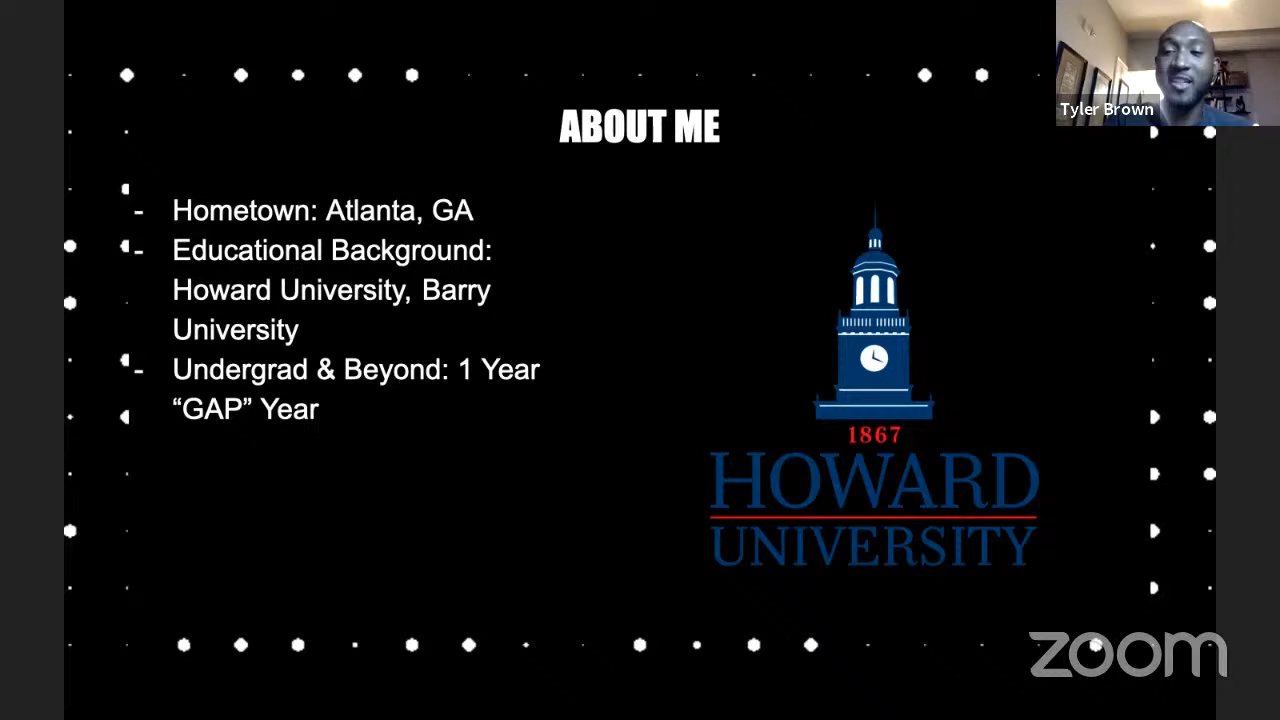 Tyler Brown
ABOUT ME
- Hometown: Atlanta, GA
- Educational Background:
Howard University, Barry
University
- Undergrad & Beyond: 1 Year
“GAP” Year
1867
HOWARD
UNIVERSITY
zoom